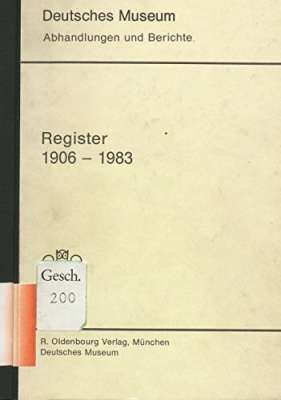 Deutsches Museum
Abhandlungen und Berichte
Register
1906 – 1983
Gesch.
200
R. Oldenbourg Verlag, München
Deutsches Museum